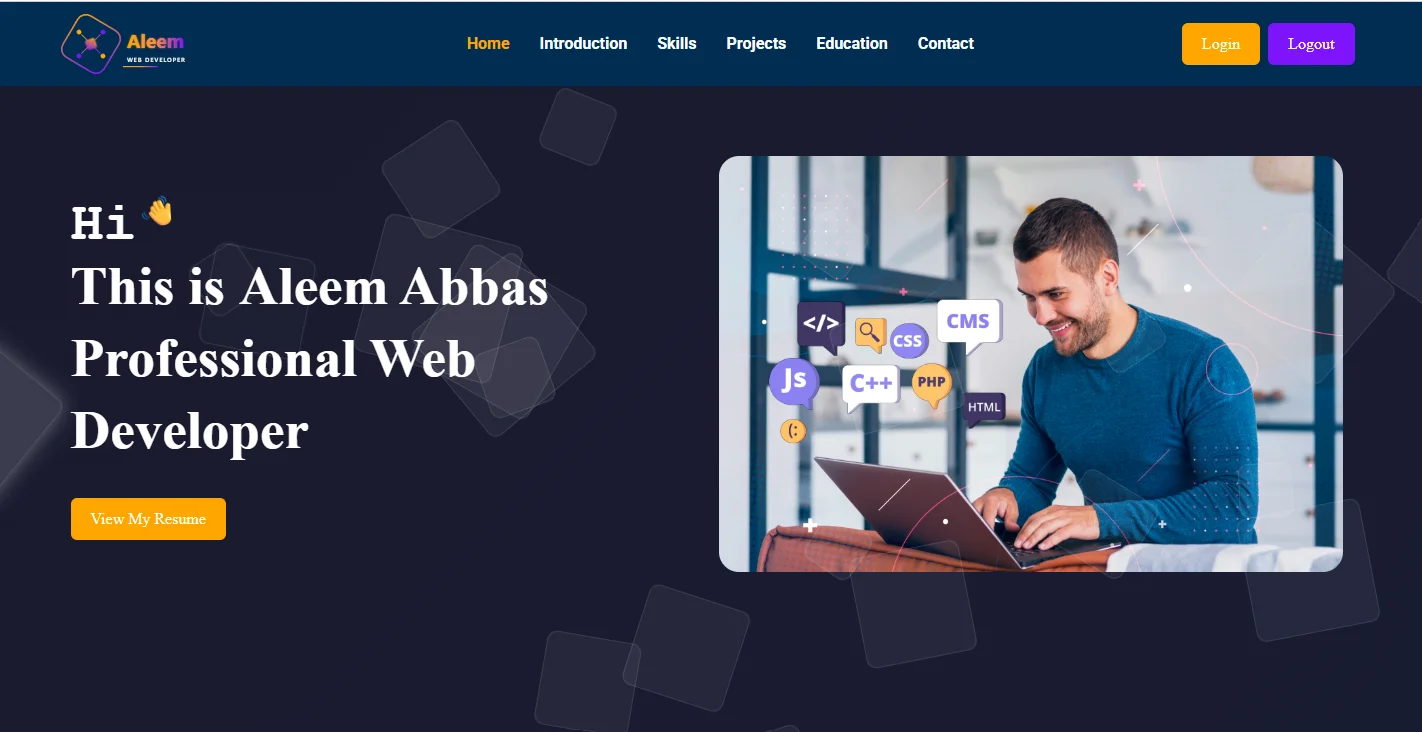 Aleem
WEB DEVELOPER
Home
Introduction
Skills
Projects
Education
Contact
Login
Logout
Hi
This is Aleem Abbas
Professional Web
Developer
View My Resume
</>
CSS
CMS
Js
C++
PHP
HTML
(: